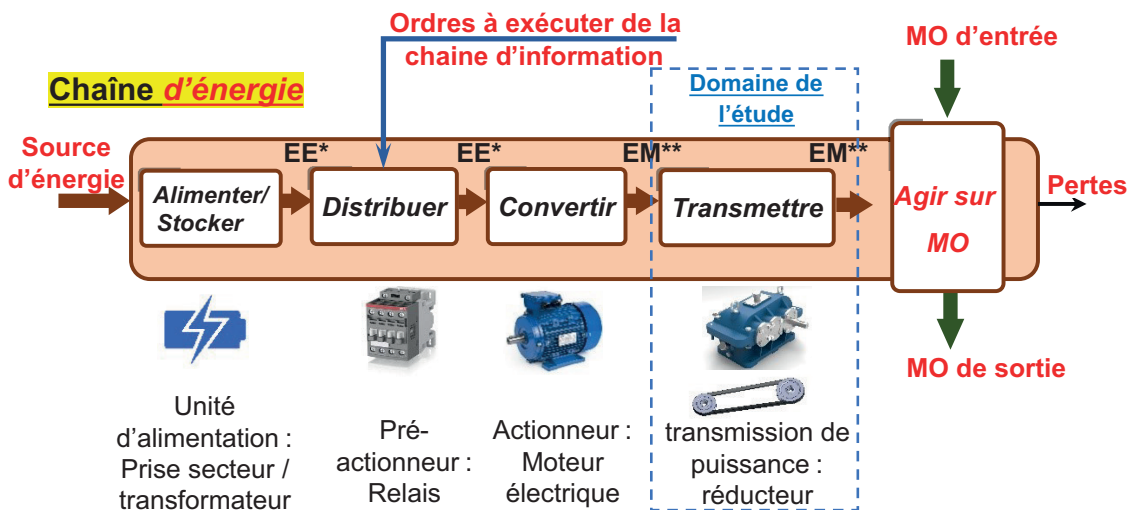 Ordres à exécuter de la
chaine d’information
MO d’entrée
Chaîne d’énergie
Domaine de
l’étude
Source
d’énergie
EE*
EE*
EM**
EM**
Alimenter/
Stocker
Distribuer
Convertir
Transmettre
Agir sur
MO
Pertes
MO de sortie
Unité
d’alimentation :
Prise secteur /
transformateur
Pré-
actionneur :
Relais
Actionneur :
Moteur
électrique
transmission de
puissance :
réducteur